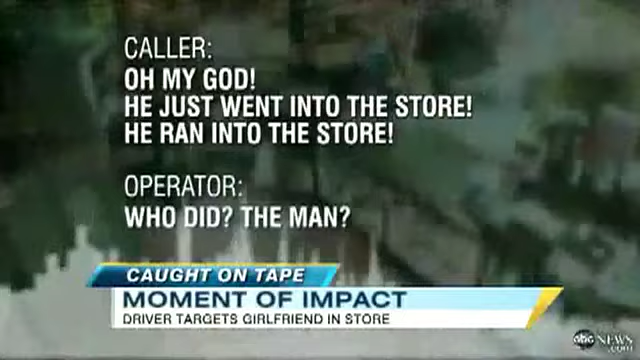 CALLER:
OH MY GOD!
HE JUST WENT INTO THE STORE!
HE RAN INTO THE STORE!
OPERATOR:
WHO DID? THE MAN?
CAUGHT ON TAPE
MOMENT OF IMPACT
DRIVER TARGETS GIRLFRIEND IN STORE
abc NEWS
.com